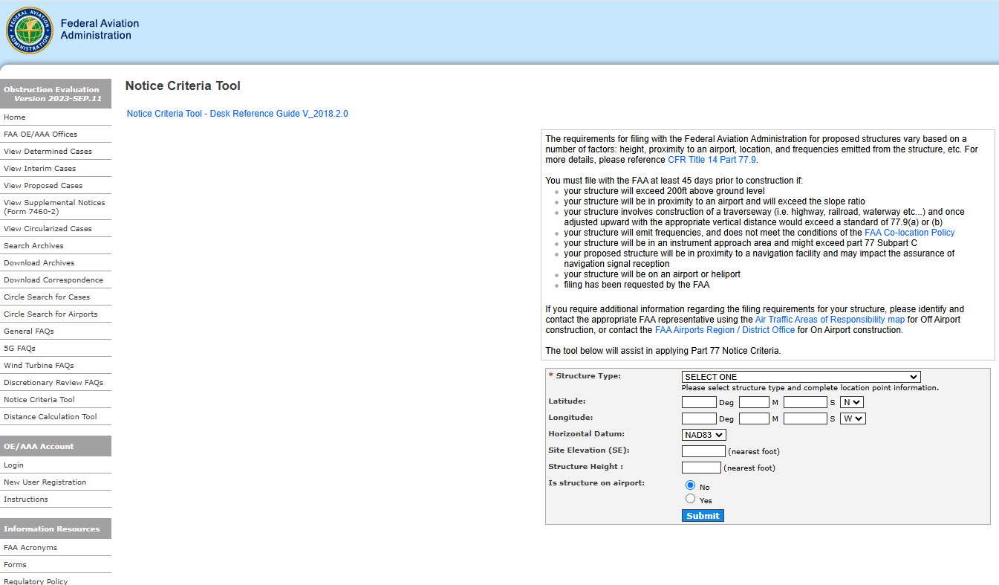 FEDERAL AVIATION ADMINISTRATION
Federal Aviation
Administration
Obstruction Evaluation
Version 2023-SEP.11
Home
FAA OE/AAA Offices
View Determined Cases
View Interim Cases
View Proposed Cases
View Supplemental Notices
(Form 7460-2)
View Circularized Cases
Search Archives
Download Archives
Download Correspondence
Circle Search for Cases
Circle Search for Airports
General FAQs
5G FAQs
Wind Turbine FAQs
Discretionary Review FAQs
Notice Criteria Tool
Distance Calculation Tool
OE/AAA Account
Login
New User Registration
Instructions
Information Resources
FAA Acronyms
Forms
Regulatory Policy
Notice Criteria Tool
Notice Criteria Tool - Desk Reference Guide V_2018.2.0
The requirements for filing with the Federal Aviation Administration for proposed structures vary based on a
number of factors: height, proximity to an airport, location, and frequencies emitted from the structure, etc. For
more details, please reference CFR Title 14 Part 77.9.
You must file with the FAA at least 45 days prior to construction if:
your structure will exceed 200ft above ground level
your structure will be in proximity to an airport and will exceed the slope ratio
your structure involves construction of a traverseway (i.e. highway, railroad, waterway etc...) and once
adjusted upward with the appropriate vertical distance would exceed a standard of 77.9(a) or (b)
your structure will emit frequencies, and does not meet the conditions of the FAA Co-location Policy
your structure will be in an instrument approach area and might exceed part 77 Subpart C
your proposed structure will be in proximity to a navigation facility and may impact the assurance of
navigation signal reception
your structure will be on an airport or heliport
filing has been requested by the FAA
If you require additional information regarding the filing requirements for your structure, please identify and
contact the appropriate FAA representative using the Air Traffic Areas of Responsibility map for Off Airport
construction, or contact the FAA Airports Region / District Office for On Airport construction.
The tool below will assist in applying Part 77 Notice Criteria.
* Structure Type: SELECT ONE
Please select structure type and complete location point information.
Latitude: Deg M S N
Longitude: Deg M S W
Horizontal Datum: NAD83
Site Elevation (SE): (nearest foot)
Structure Height : (nearest foot)
Is structure on airport: No
Yes
Submit